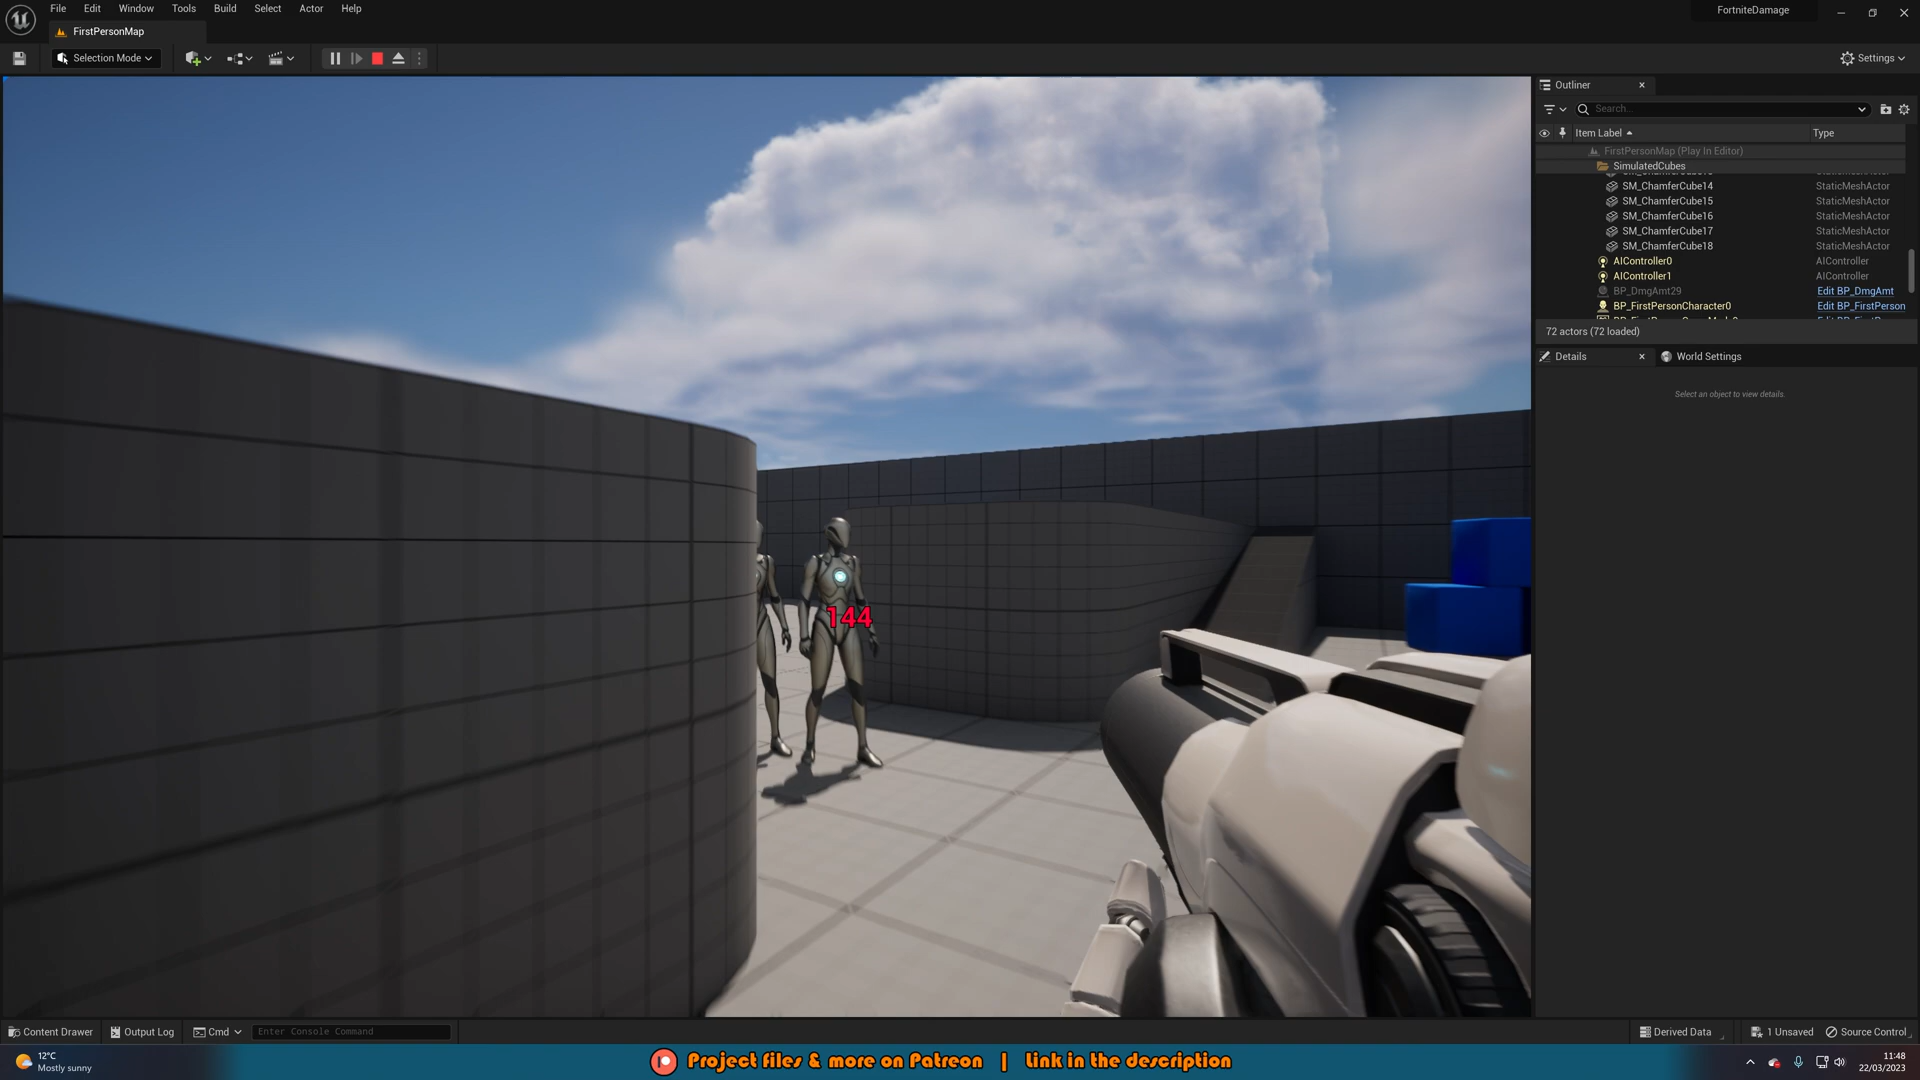 File Edit Window Tools Build Select Actor Help
FortniteDamage
FirstPersonMap
Selection Mode
Settings
Outliner
Search...
Item Label Type
FirstPersonMap (Play In Editor)
SimulatedCubes
SM_ChamferCube14 StaticMeshActor
SM_ChamferCube15 StaticMeshActor
SM_ChamferCube16 StaticMeshActor
SM_ChamferCube17 StaticMeshActor
SM_ChamferCube18 StaticMeshActor
AIController0 AIController
AIController1 AIController
BP_DmgAmt29 Edit BP_DmgAmt
BP_FirstPersonCharacter0 Edit BP_FirstPerson
72 actors (72 loaded)
Details World Settings
Select an object to view details.
144
Content Drawer Output Log Cmd Enter Console Command
Derived Data 1 Unsaved Source Control
12°C
Mostly sunny
Project files & more on Patreon | Link in the description
11:48
22/03/2023